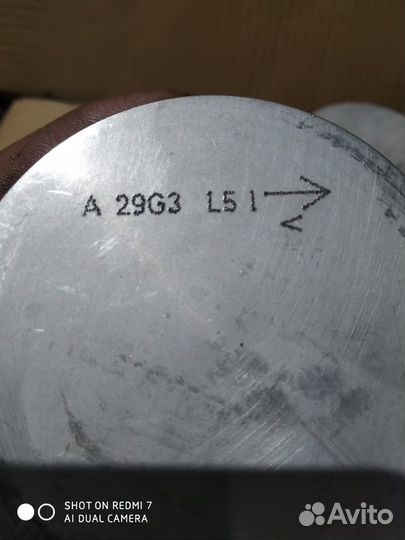 A 29G3 L5 I →
<
SHOT ON REDMI 7
AI DUAL CAMERA
Avito